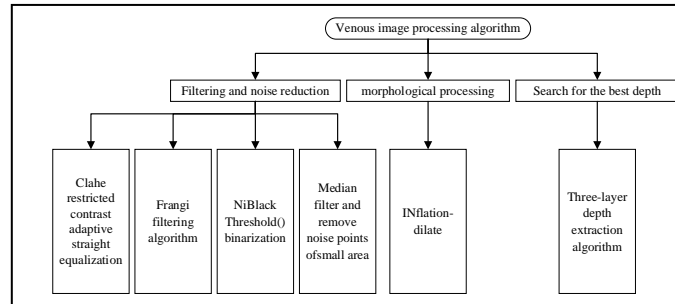 Venous image processing algorithm
Filtering and noise reduction
morphological processing
Search for the best depth
Clahe
restricted
contrast
adaptive
straight
equalization
Frangi
filtering
algorithm
NiBlack
Threshold()
binarization
Median
filter and
remove
noise points
ofsmall area
INflation-
dilate
Three-layer
depth
extraction
algorithm